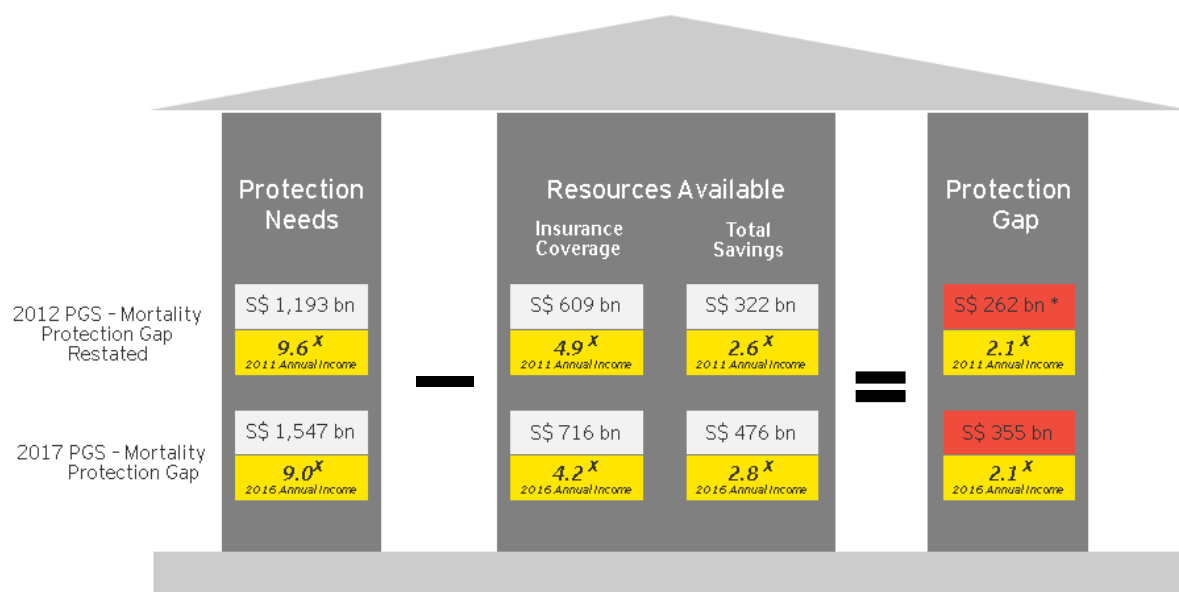 Protection
Needs
Resources Available
Insurance
Coverage
Total
Savings
Protection
Gap
2012 PGS – Mortality
Protection Gap
Restated
S$ 1,193 bn
9.6 X
2011 Annual Income
S$ 609 bn
4.9 X
2011 Annual Income
S$ 322 bn
2.6 X
2011 Annual Income
S$ 262 bn *
2.1 X
2011 Annual Income
2017 PGS – Mortality
Protection Gap
S$ 1,547 bn
9.0 X
2016 Annual Income
S$ 716 bn
4.2 X
2016 Annual Income
S$ 476 bn
2.8 X
2016 Annual Income
S$ 355 bn
2.1 X
2016 Annual Income